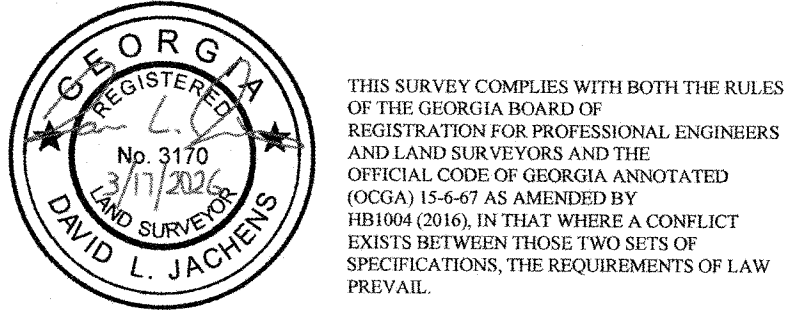 GEORGIA
REGISTERED
No. 3170
3/17/2026
LAND SURVEYOR
DAVID L. JACHENS
THIS SURVEY COMPLIES WITH BOTH THE RULES
OF THE GEORGIA BOARD OF
REGISTRATION FOR PROFESSIONAL ENGINEERS
AND LAND SURVEYORS AND THE
OFFICIAL CODE OF GEORGIA ANNOTATED
(OCGA) 15-6-67 AS AMENDED BY
HB1004 (2016), IN THAT WHERE A CONFLICT
EXISTS BETWEEN THOSE TWO SETS OF
SPECIFICATIONS, THE REQUIREMENTS OF LAW
PREVAIL.